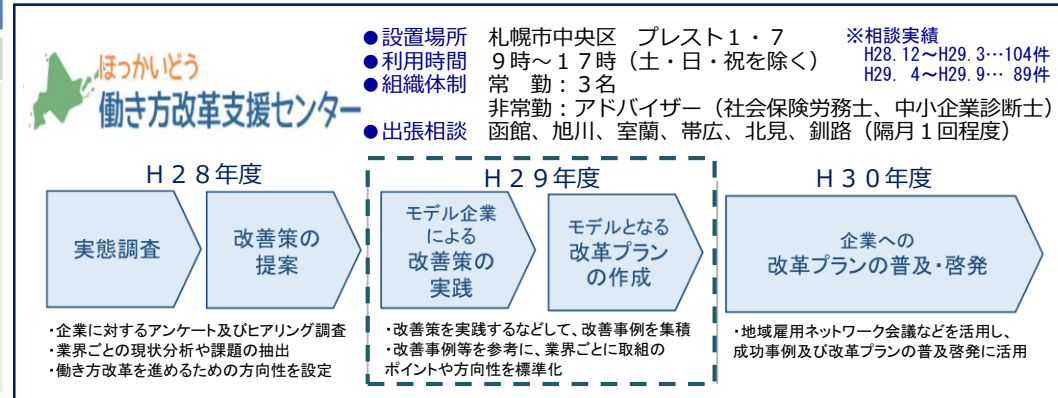 ほっかいどう
働き方改革支援センター
●設置場所 札幌市中央区 プレスト１・７
●利用時間 ９時～１７時（土・日・祝を除く）
●組織体制 常 勤：３名
非常勤：アドバイザー（社会保険労務士、中小企業診断士）
●出張相談 函館、旭川、室蘭、帯広、北見、釧路（隔月１回程度）
※相談実績
H28.12～H29.3…104件
H29. 4～H29.9… 89件
Ｈ２８年度
実態調査
改善策の
提案
・企業に対するアンケート及びヒアリング調査
・業界ごとの現状分析や課題の抽出
・働き方改革を進めるための方向性を設定
Ｈ２９年度
モデル企業
による
改善策の
実践
モデルとなる
改革プラン
の作成
・改善策を実践するなどして、改善事例を集積
・改善事例等を参考に、業界ごとに取組の
ポイントや方向性を標準化
Ｈ３０年度
企業への
改革プランの普及・啓発
・地域雇用ネットワーク会議などを活用し、
成功事例及び改革プランの普及啓発に活用